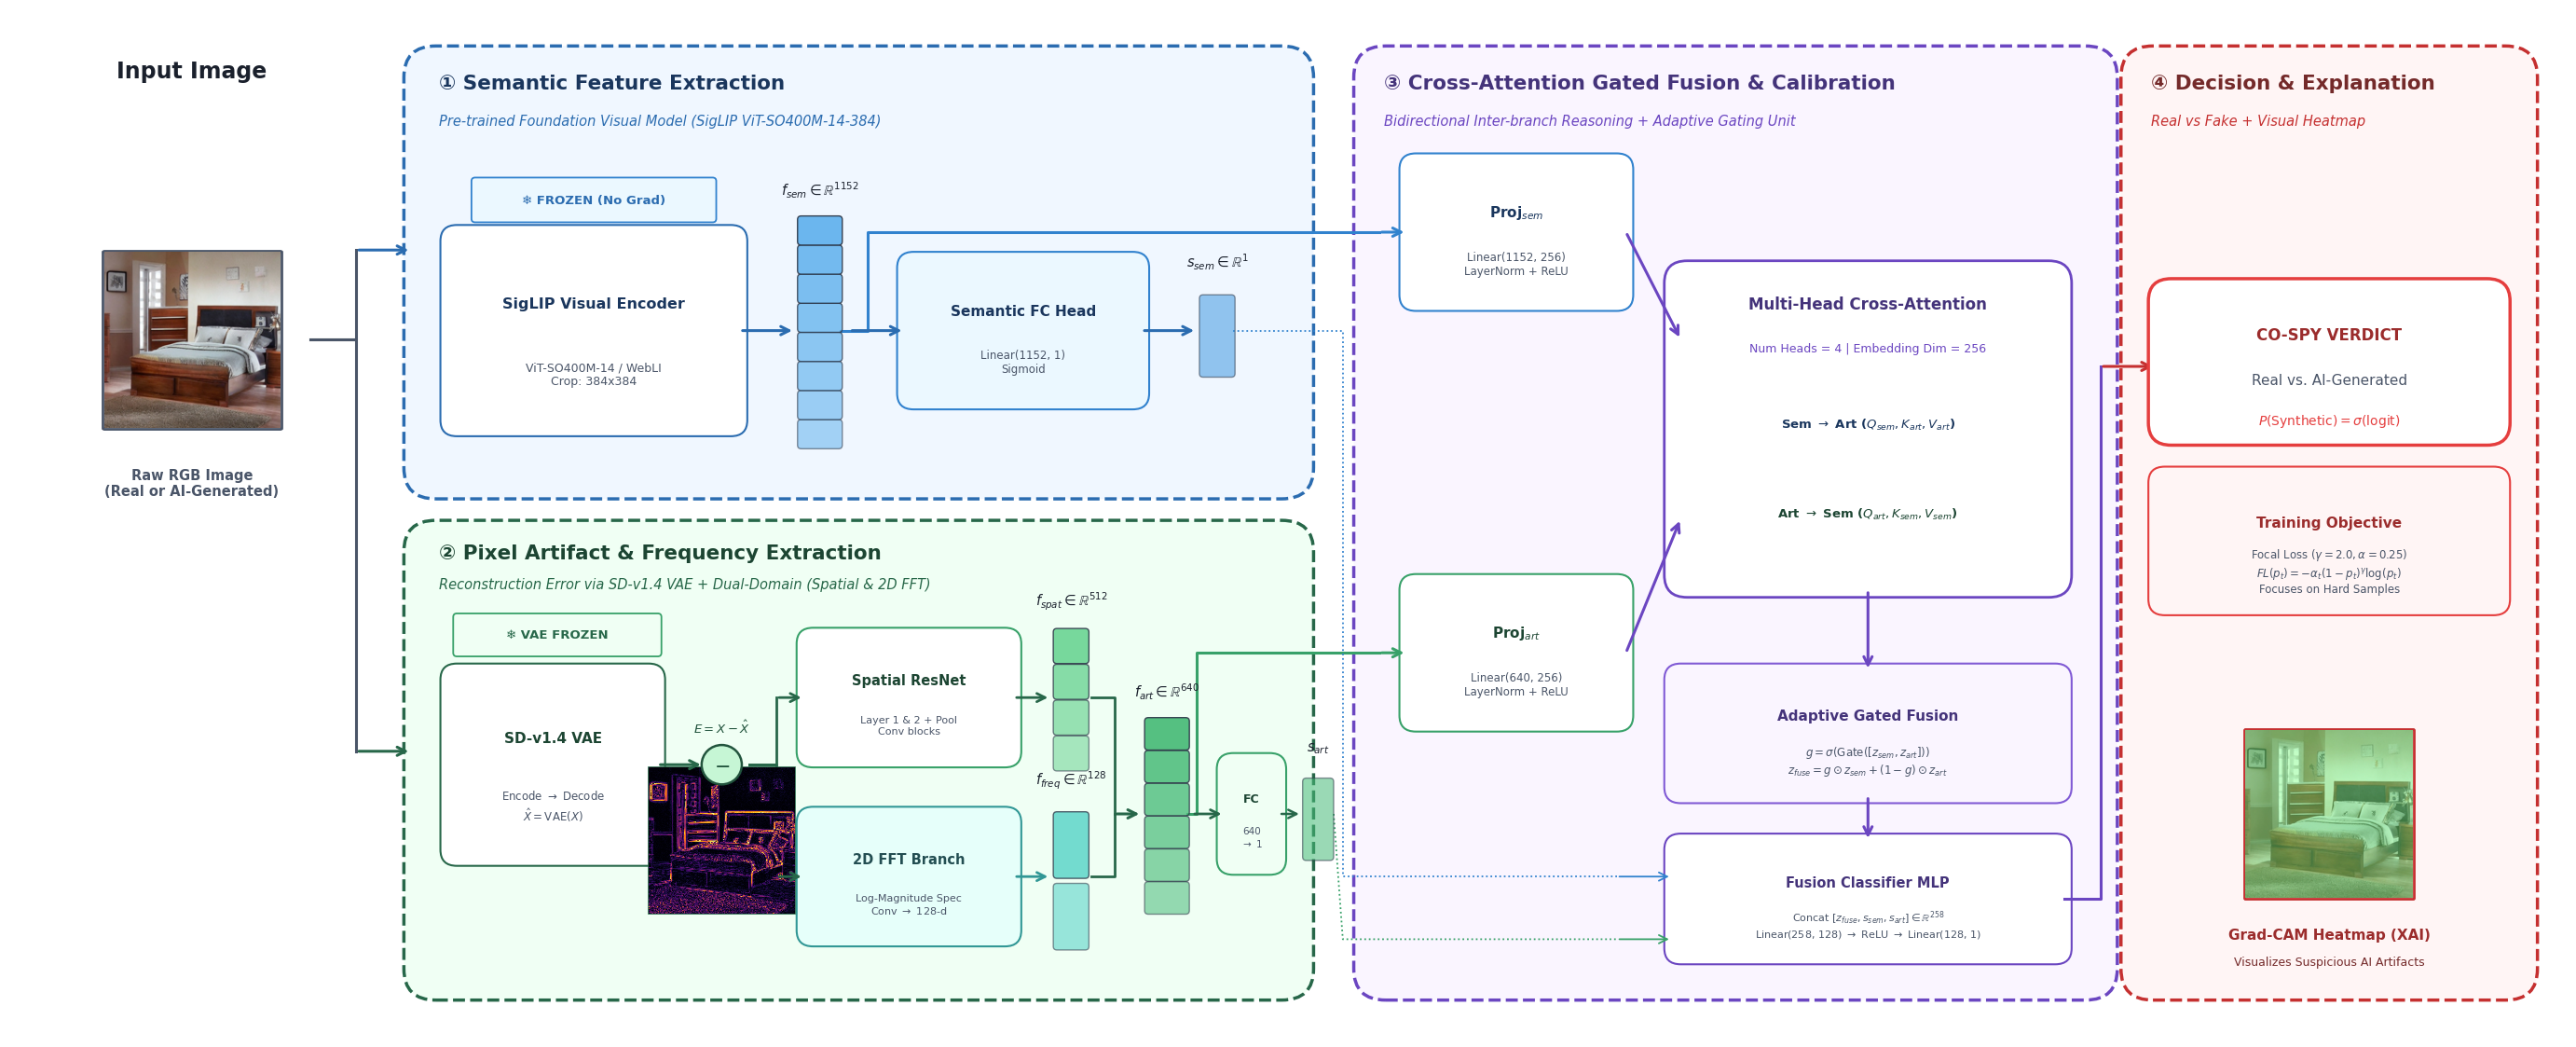 Input Image
Raw RGB Image
(Real or AI-Generated)
① Semantic Feature Extraction
Pre-trained Foundation Visual Model (SigLIP ViT-SO400M-14-384)
❄ FROZEN (No Grad)
SigLIP Visual Encoder
ViT-SO400M-14 / WebLI
Crop: 384x384
f_sem ∈ ℝ^1152
Semantic FC Head
Linear(1152, 1)
Sigmoid
s_sem ∈ ℝ^1
② Pixel Artifact & Frequency Extraction
Reconstruction Error via SD-v1.4 VAE + Dual-Domain (Spatial & 2D FFT)
❄ VAE FROZEN
SD-v1.4 VAE
Encode → Decode
X̂ = VAE(X)
E = X − X̂
−
Spatial ResNet
Layer 1 & 2 + Pool
Conv blocks
2D FFT Branch
Log-Magnitude Spec
Conv → 128-d
f_spat ∈ ℝ^512
f_freq ∈ ℝ^128
f_art ∈ ℝ^640
FC
640
→ 1
s_art
③ Cross-Attention Gated Fusion & Calibration
Bidirectional Inter-branch Reasoning + Adaptive Gating Unit
Proj_sem
Linear(1152, 256)
LayerNorm + ReLU
Proj_art
Linear(640, 256)
LayerNorm + ReLU
Multi-Head Cross-Attention
Num Heads = 4 | Embedding Dim = 256
Sem → Art (Q_sem, K_art, V_art)
Art → Sem (Q_art, K_sem, V_sem)
Adaptive Gated Fusion
g = σ(Gate([z_sem, z_art]))
z_fuse = g ⊙ z_sem + (1 − g) ⊙ z_art
Fusion Classifier MLP
Concat [z_fuse, s_sem, s_art] ∈ ℝ^258
Linear(258, 128) → ReLU → Linear(128, 1)
④ Decision & Explanation
Real vs Fake + Visual Heatmap
CO-SPY VERDICT
Real vs. AI-Generated
P(Synthetic) = σ(logit)
Training Objective
Focal Loss (γ = 2.0, α = 0.25)
FL(p_t) = −α_t(1 − p_t)^γ log(p_t)
Focuses on Hard Samples
Grad-CAM Heatmap (XAI)
Visualizes Suspicious AI Artifacts